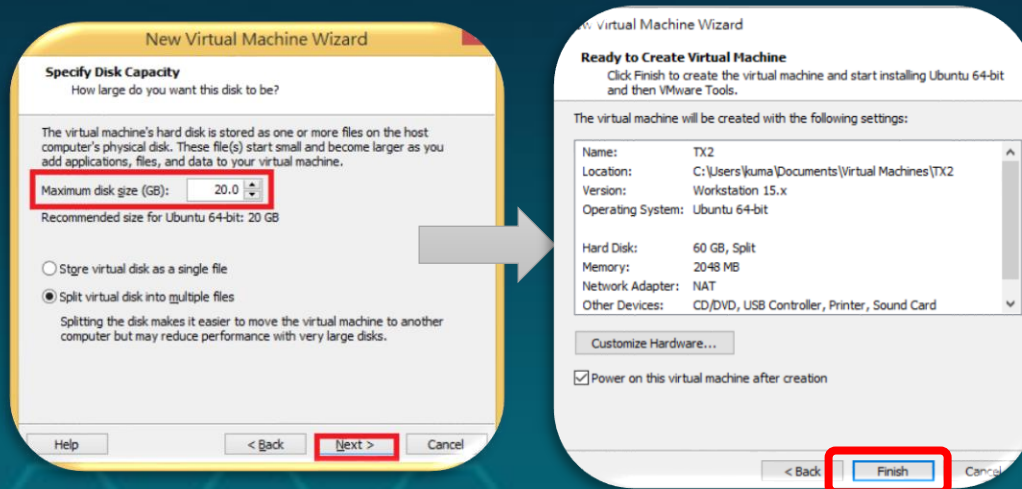 New Virtual Machine Wizard
Specify Disk Capacity
How large do you want this disk to be?
The virtual machine's hard disk is stored as one or more files on the host
computer's physical disk. These file(s) start small and become larger as you
add applications, files, and data to your virtual machine.
Maximum disk size (GB): 20.0
Recommended size for Ubuntu 64-bit: 20 GB
Store virtual disk as a single file
Split virtual disk into multiple files
Splitting the disk makes it easier to move the virtual machine to another
computer but may reduce performance with very large disks.
Help < Back Next > Cancel
Virtual Machine Wizard
Ready to Create Virtual Machine
Click Finish to create the virtual machine and start installing Ubuntu 64-bit
and then VMware Tools.
The virtual machine will be created with the following settings:
Name: TX2
Location: C:\Users\kuma\Documents\Virtual Machines\TX2
Version: Workstation 15.x
Operating System: Ubuntu 64-bit
Hard Disk: 60 GB, Split
Memory: 2048 MB
Network Adapter: NAT
Other Devices: CD/DVD, USB Controller, Printer, Sound Card
Customize Hardware...
Power on this virtual machine after creation
< Back Finish Cancel